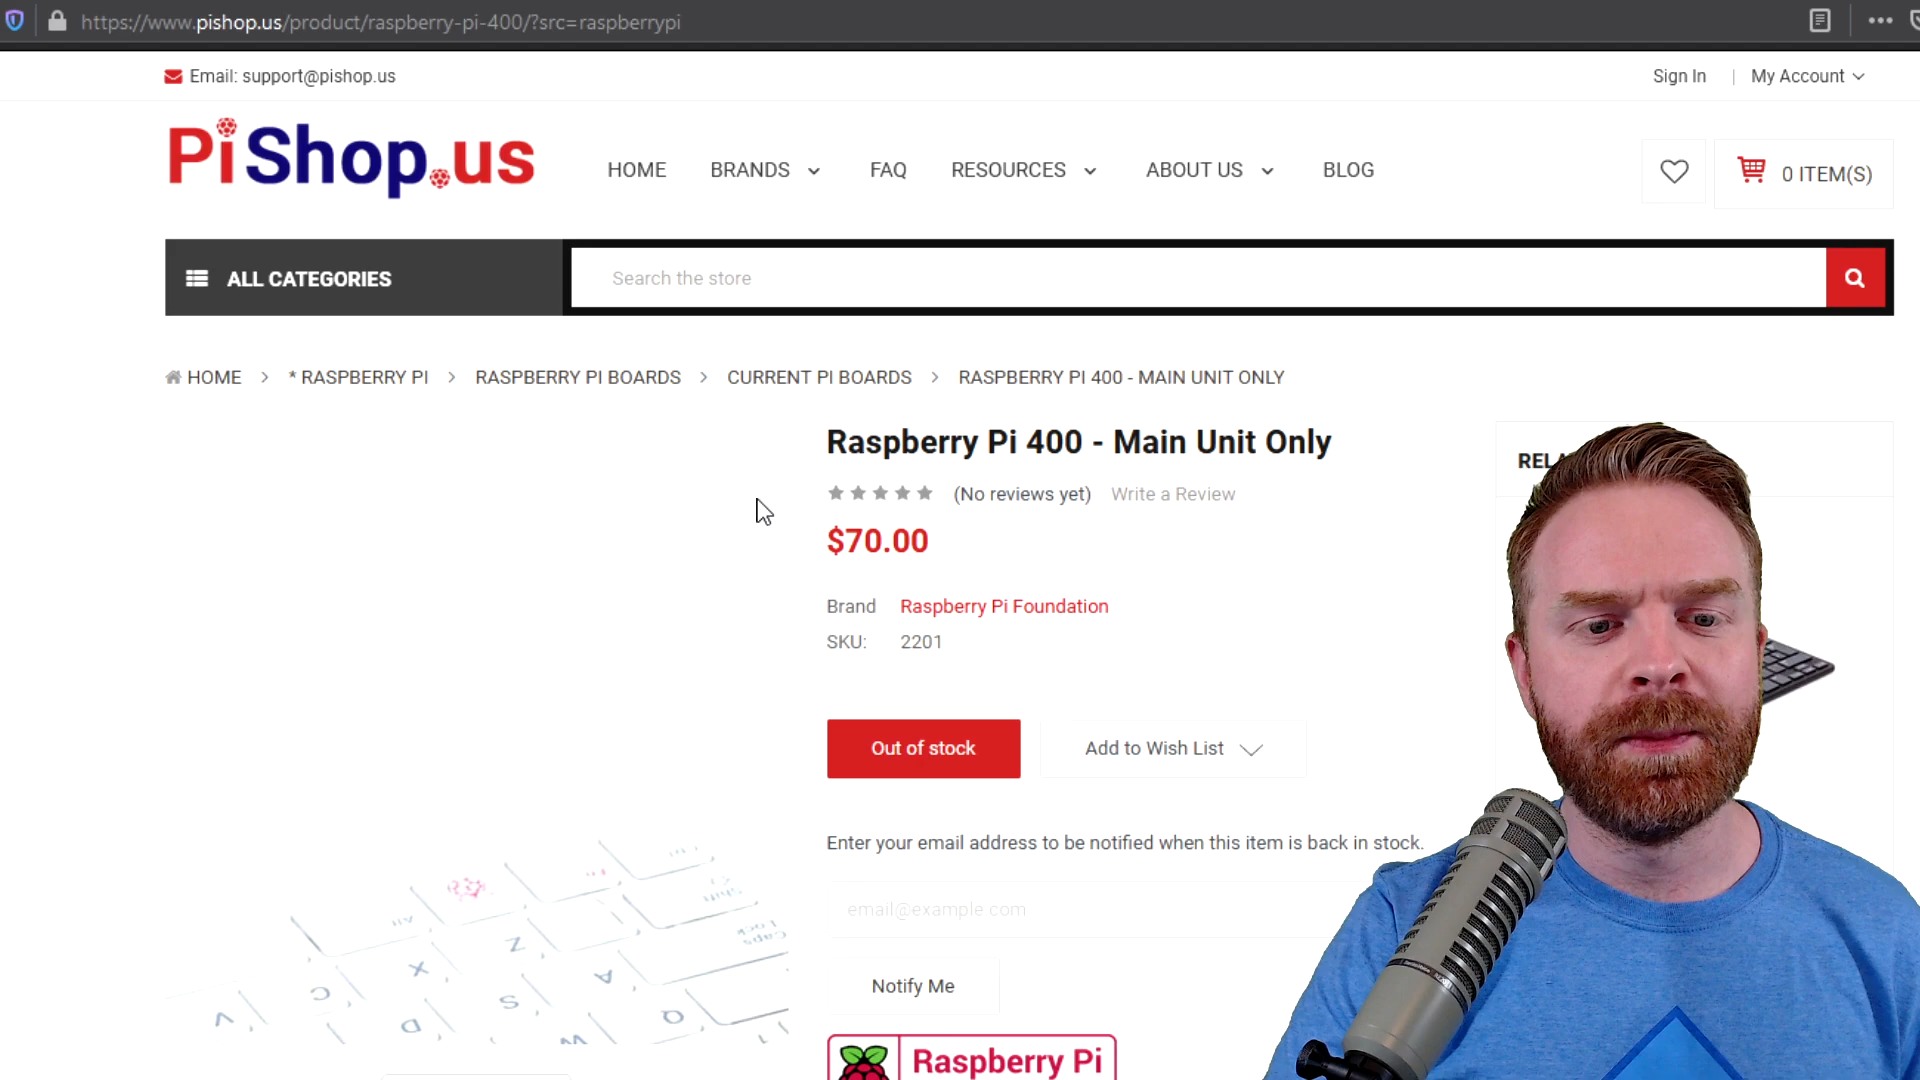 https://www.pishop.us/product/raspberry-pi-400/?src=raspberrypi
Email: support@pishop.us
Sign In
My Account
PiShop.us
HOME
BRANDS
FAQ
RESOURCES
ABOUT US
BLOG
0 ITEM(S)
ALL CATEGORIES
Search the store
HOME > * RASPBERRY PI > RASPBERRY PI BOARDS > CURRENT PI BOARDS > RASPBERRY PI 400 - MAIN UNIT ONLY
Raspberry Pi 400 - Main Unit Only
(No reviews yet) Write a Review
$70.00
Brand Raspberry Pi Foundation
SKU: 2201
Out of stock
Add to Wish List
Enter your email address to be notified when this item is back in stock.
email@example.com
Notify Me
Raspberry Pi
Alt
Shift
Caps Lock
Z
X
A
C
S
V
D
Q
W